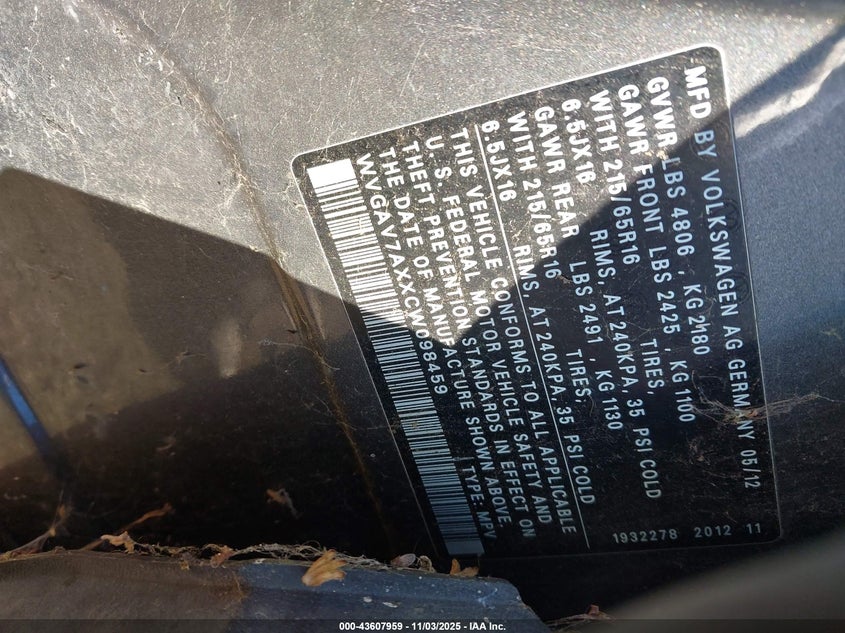 MFD BY VOLKSWAGEN AG GERMANY 05/12
GVWR LBS 4806 , KG 2180
GAWR FRONT LBS 2425 , KG 1100
WITH 215/65R16 TIRES,
6.5JX16 RIMS, AT 240KPA, 35 PSI COLD
GAWR REAR LBS 2491 , KG 1130
WITH 215/65R16 TIRES,
6.5JX16 RIMS, AT 240KPA, 35 PSI COLD
THIS VEHICLE CONFORMS TO ALL APPLICABLE
U. S. FEDERAL MOTOR VEHICLE SAFETY AND
THEFT PREVENTION STANDARDS IN EFFECT ON
THE DATE OF MANUFACTURE SHOWN ABOVE.
WVGAV7AXXCW098459 | TYPE: MPV
1932278 2012 11
000-43607959 - 11/03/2025 - IAA Inc.